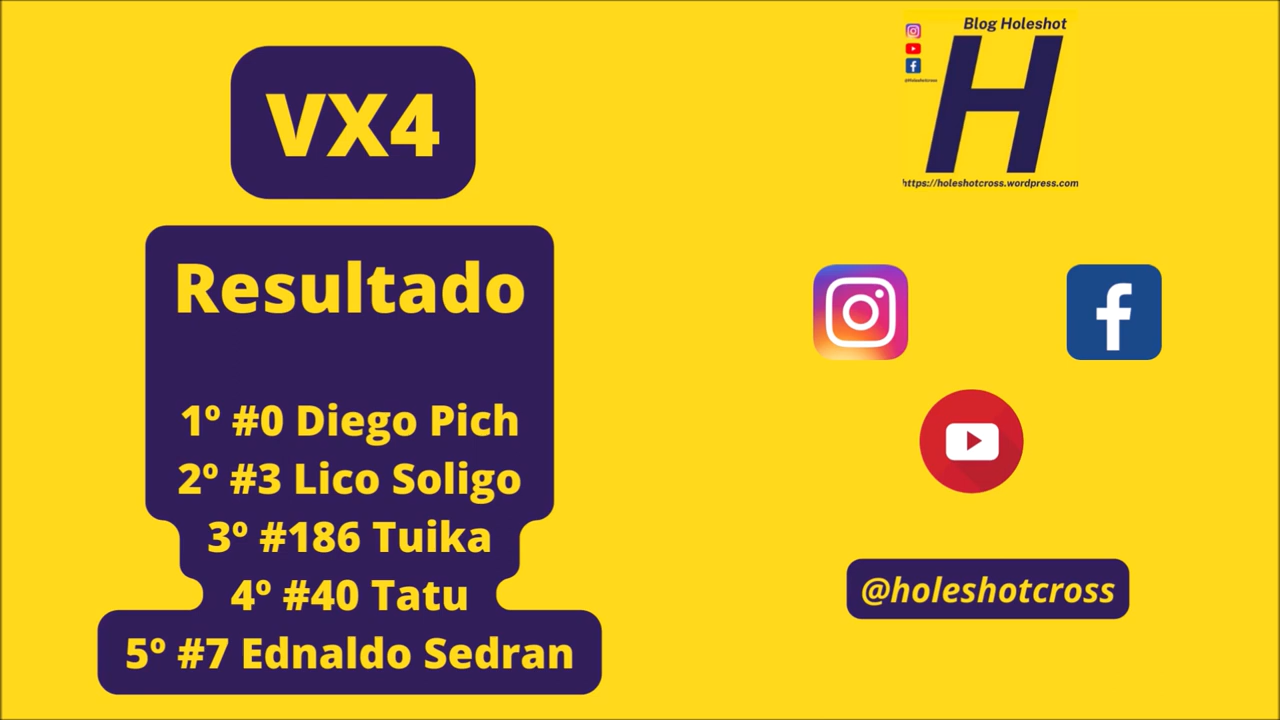 VX4
Resultado
1º #0 Diego Pich
2º #3 Lico Soligo
3º #186 Tuika
4º #40 Tatu
5º #7 Ednaldo Sedran
Blog Holeshot
@holeshotcross
H
https://holeshotcross.wordpress.com
@holeshotcross